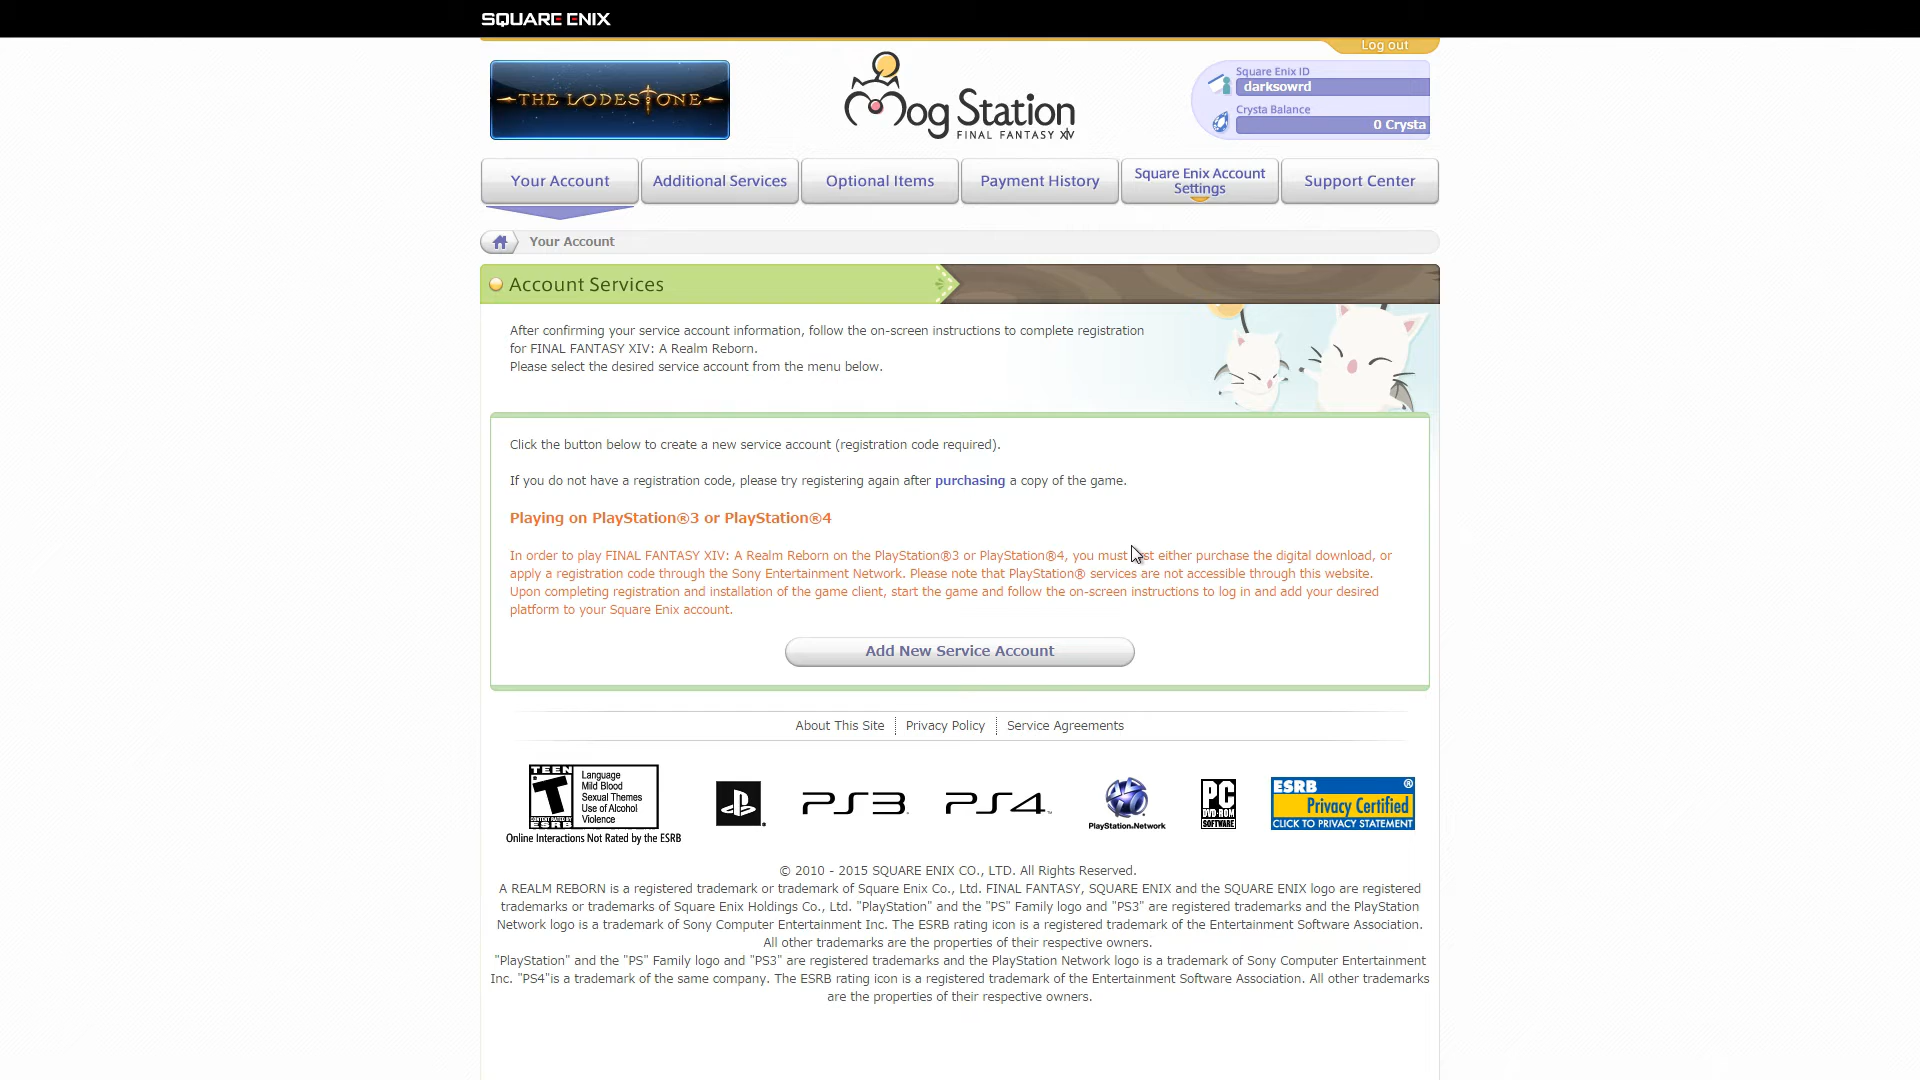 SQUARE ENIX
Log out
THE LODESTONE
Mog Station
FINAL FANTASY XIV
Square Enix ID
darksowrd
Crysta Balance
0 Crysta
Your Account
Additional Services
Optional Items
Payment History
Square Enix Account
Settings
Support Center
Your Account
Account Services
After confirming your service account information, follow the on-screen instructions to complete registration
for FINAL FANTASY XIV: A Realm Reborn.
Please select the desired service account from the menu below.
Click the button below to create a new service account (registration code required).
If you do not have a registration code, please try registering again after purchasing a copy of the game.
Playing on PlayStation®3 or PlayStation®4
In order to play FINAL FANTASY XIV: A Realm Reborn on the PlayStation®3 or PlayStation®4, you must either purchase the digital download, or
apply a registration code through the Sony Entertainment Network. Please note that PlayStation® services are not accessible through this website.
Upon completing registration and installation of the game client, start the game and follow the on-screen instructions to log in and add your desired
platform to your Square Enix account.
Add New Service Account
About This Site
Privacy Policy
Service Agreements
TEEN
T
CONTENT RATED BY
ESRB
Language
Mild Blood
Sexual Themes
Use of Alcohol
Violence
Online Interactions Not Rated by the ESRB
PS3
PS4
PlayStation Network
PC
DVD-ROM
SOFTWARE
ESRB
Privacy Certified
CLICK TO PRIVACY STATEMENT
© 2010 - 2015 SQUARE ENIX CO., LTD. All Rights Reserved.
A REALM REBORN is a registered trademark or trademark of Square Enix Co., Ltd. FINAL FANTASY, SQUARE ENIX and the SQUARE ENIX logo are registered
trademarks or trademarks of Square Enix Holdings Co., Ltd. "PlayStation" and the "PS" Family logo and "PS3" are registered trademarks and the PlayStation
Network logo is a trademark of Sony Computer Entertainment Inc. The ESRB rating icon is a registered trademark of the Entertainment Software Association.
All other trademarks are the properties of their respective owners.
"PlayStation" and the "PS" Family logo and "PS3" are registered trademarks and the PlayStation Network logo is a trademark of Sony Computer Entertainment
Inc. "PS4"is a trademark of the same company. The ESRB rating icon is a registered trademark of the Entertainment Software Association. All other trademarks
are the properties of their respective owners.